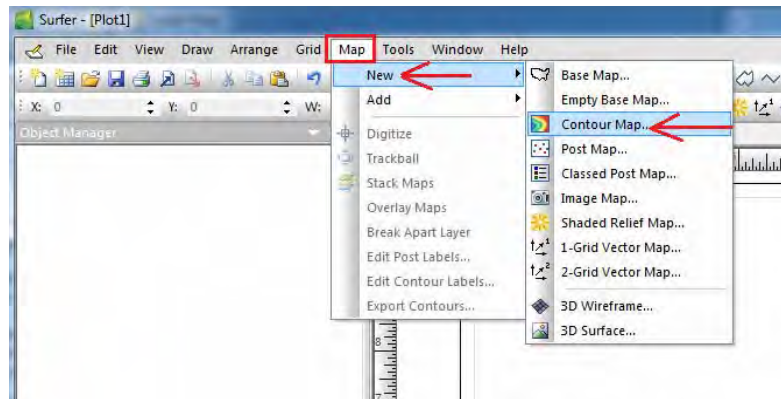 Surfer - [Plot1]
File Edit View Draw Arrange Grid Map Tools Window Help
X: 0 Y: 0 W:
Object Manager
New
Add
Digitize
Trackball
Stack Maps
Overlay Maps
Break Apart Layer
Edit Post Labels...
Edit Contour Labels...
Export Contours...
Base Map...
Empty Base Map...
Contour Map...
Post Map...
Classed Post Map...
Image Map...
Shaded Relief Map...
1-Grid Vector Map...
2-Grid Vector Map...
3D Wireframe...
3D Surface...
8
7